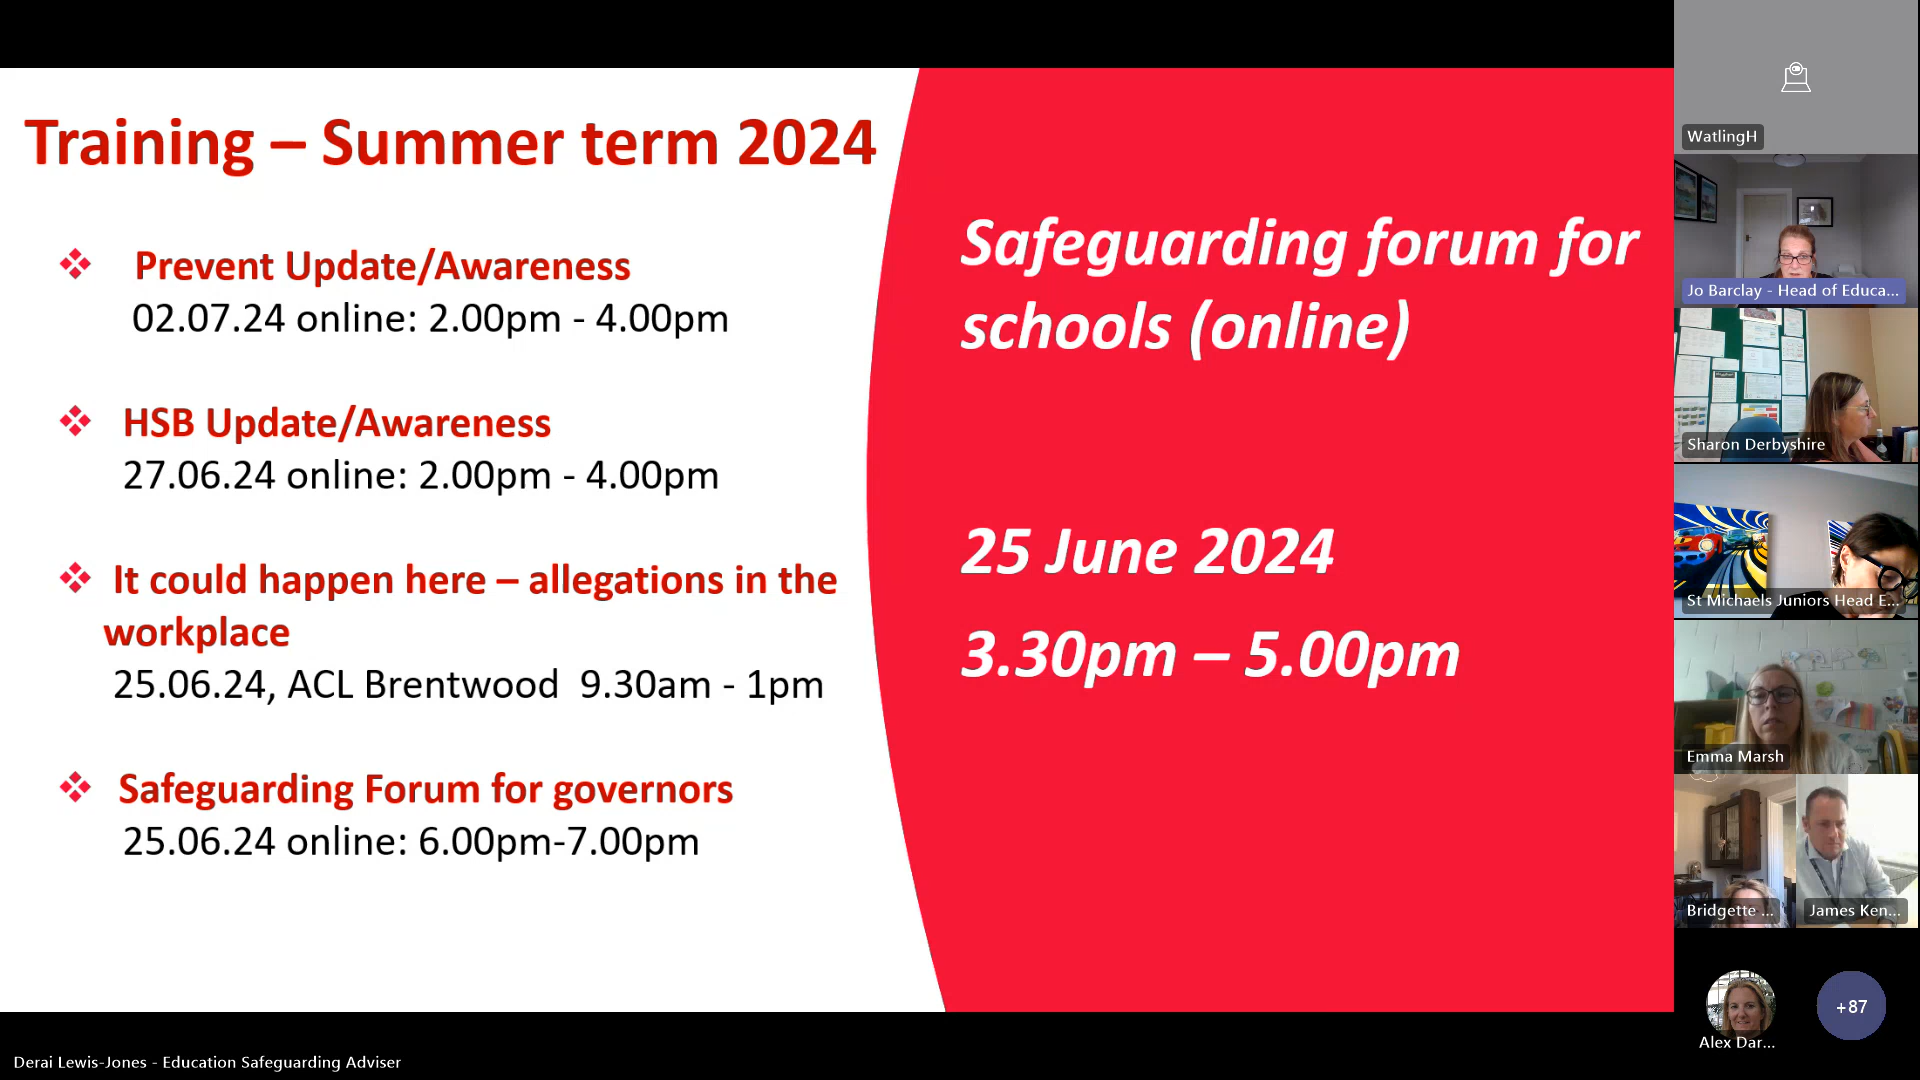 Training – Summer term 2024
Prevent Update/Awareness
02.07.24 online: 2.00pm - 4.00pm
HSB Update/Awareness
27.06.24 online: 2.00pm - 4.00pm
It could happen here – allegations in the
workplace
25.06.24, ACL Brentwood 9.30am - 1pm
Safeguarding Forum for governors
25.06.24 online: 6.00pm-7.00pm
Safeguarding forum for
schools (online)
25 June 2024
3.30pm – 5.00pm
WatlingH
Jo Barclay - Head of Educa...
Sharon Derbyshire
St Michaels Juniors Head E...
Emma Marsh
Bridgette ...
James Ken...
Alex Dar...
+87
Derai Lewis-Jones - Education Safeguarding Adviser